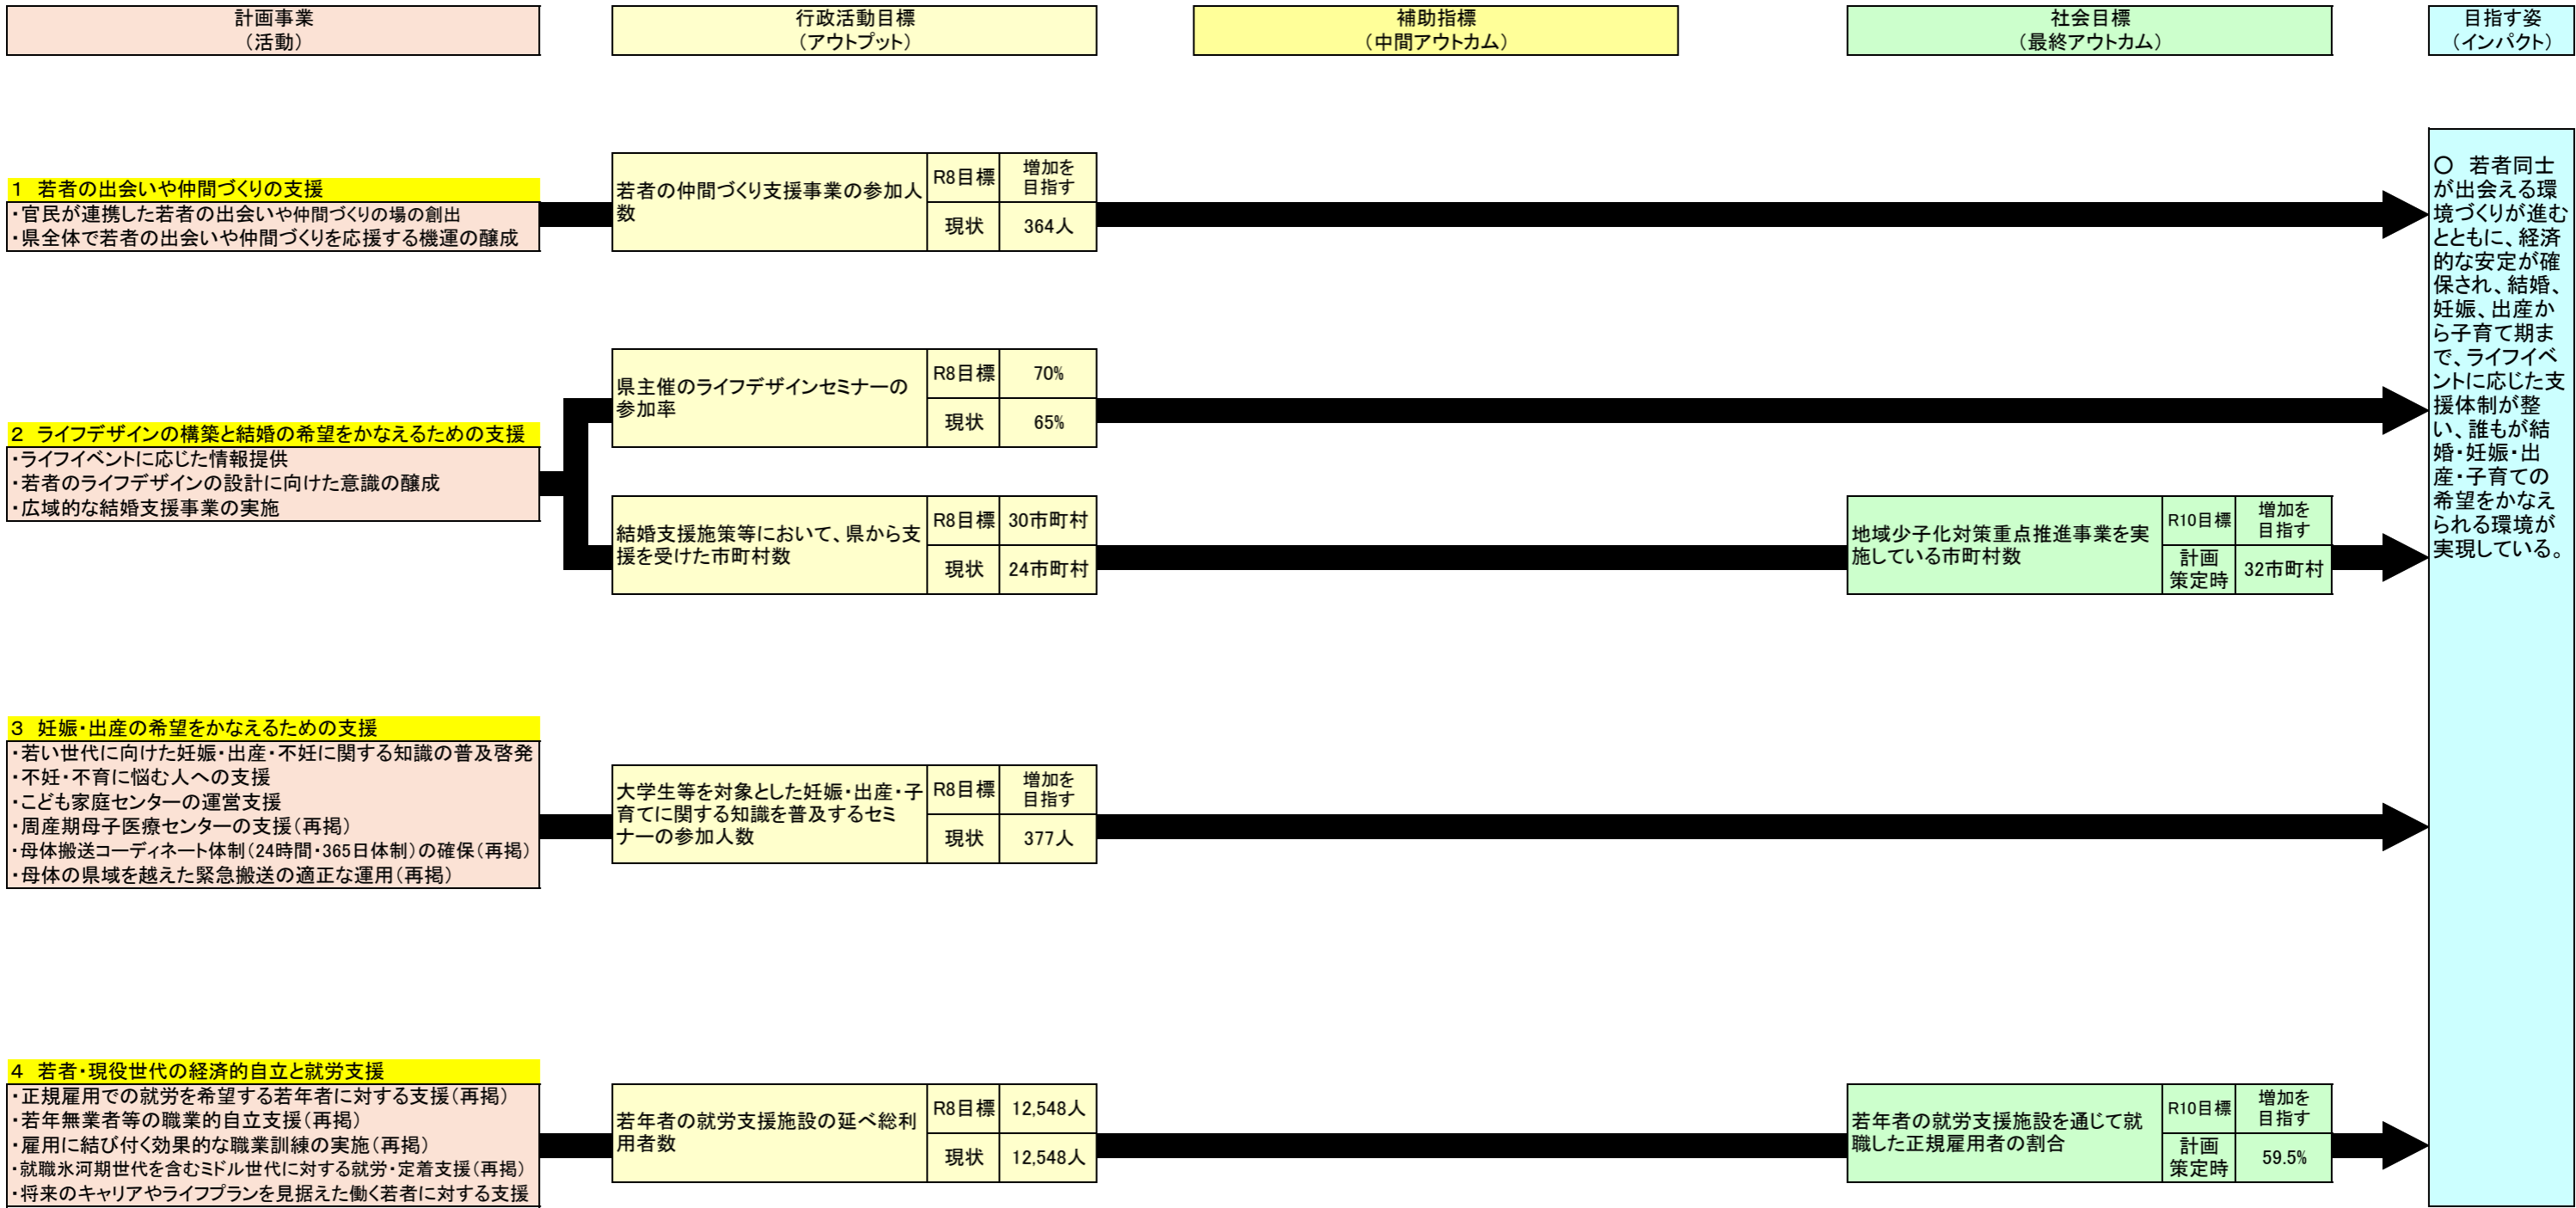 計画事業
（活動）
行政活動目標
（アウトプット）
補助指標
（中間アウトカム）
社会目標
（最終アウトカム）
目指す姿
（インパクト）
1　若者の出会いや仲間づくりの支援
・官民が連携した若者の出会いや仲間づくりの場の創出
・県全体で若者の出会いや仲間づくりを応援する機運の醸成
若者の仲間づくり支援事業の参加人
数
R8目標
増加を
目指す
現状
364人
2　ライフデザインの構築と結婚の希望をかなえるための支援
・ライフイベントに応じた情報提供
・若者のライフデザインの設計に向けた意識の醸成
・広域的な結婚支援事業の実施
県主催のライフデザインセミナーの
参加率
R8目標
70%
現状
65%
結婚支援施策等において、県から支
援を受けた市町村数
R8目標
30市町村
現状
24市町村
地域少子化対策重点推進事業を実
施している市町村数
R10目標
増加を
目指す
計画
策定時
32市町村
3　妊娠・出産の希望をかなえるための支援
・若い世代に向けた妊娠・出産・不妊に関する知識の普及啓発
・不妊・不育に悩む人への支援
・こども家庭センターの運営支援
・周産期母子医療センターの支援（再掲）
・母体搬送コーディネート体制（24時間・365日体制）の確保（再掲）
・母体の県域を越えた緊急搬送の適正な運用（再掲）
大学生等を対象とした妊娠・出産・子
育てに関する知識を普及するセミ
ナーの参加人数
R8目標
増加を
目指す
現状
377人
4　若者・現役世代の経済的自立と就労支援
・正規雇用での就労を希望する若年者に対する支援（再掲）
・若年無業者等の職業的自立支援（再掲）
・雇用に結び付く効果的な職業訓練の実施（再掲）
・就職氷河期世代を含むミドル世代に対する就労・定着支援（再掲）
・将来のキャリアやライフプランを見据えた働く若者に対する支援
若年者の就労支援施設の延べ総利
用者数
R8目標
12,548人
現状
12,548人
若年者の就労支援施設を通じて就
職した正規雇用者の割合
R10目標
増加を
目指す
計画
策定時
59.5%
○　若者同士
が出会える環
境づくりが進む
とともに、経済
的な安定が確
保され、結婚、
妊娠、出産か
ら子育て期ま
で、ライフイベ
ントに応じた支
援体制が整
い、誰もが結
婚・妊娠・出
産・子育ての
希望をかなえ
られる環境が
実現している。